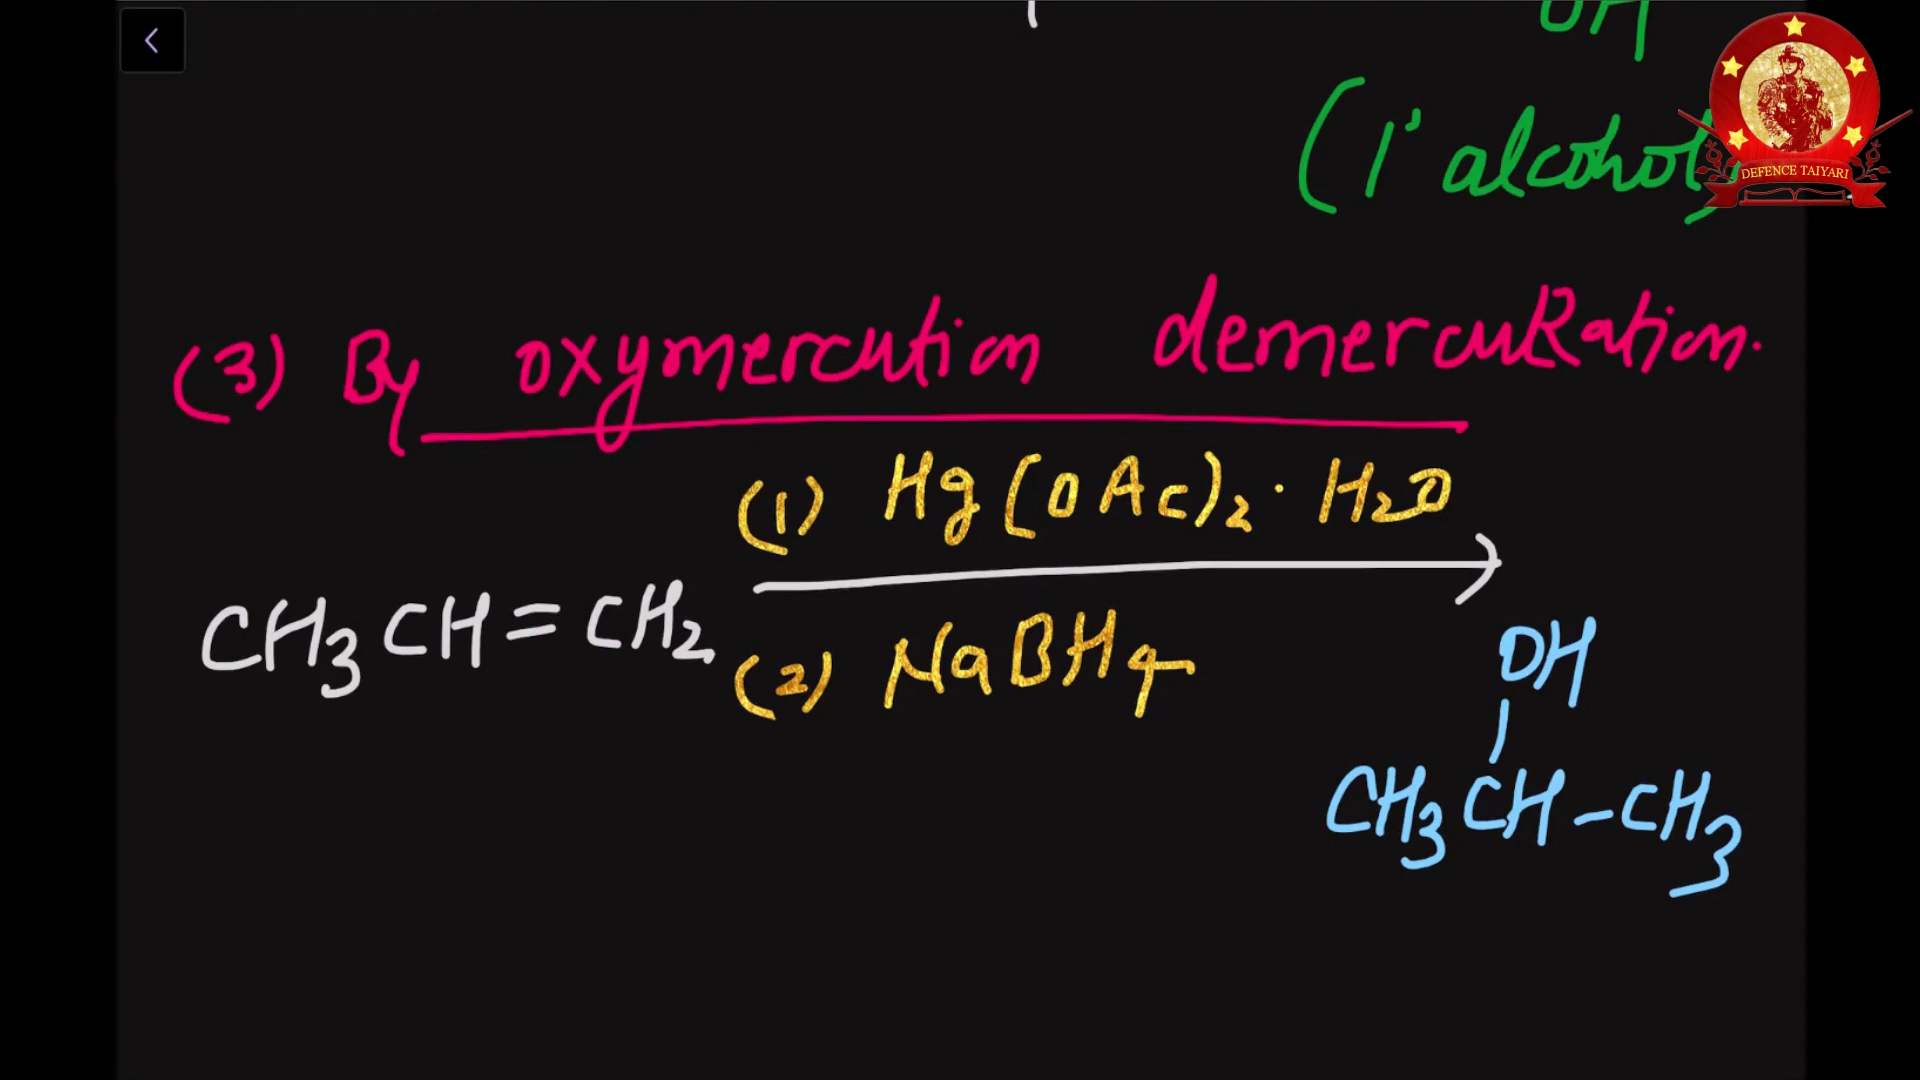 OH
(1° alcohol)
DEFENCE TAIYARI
(3) By oxymercution demercuration.
(1) Hg(OAc)2 · H2O
CH3CH=CH2
(2) NaBH4
OH
CH3CH-CH3